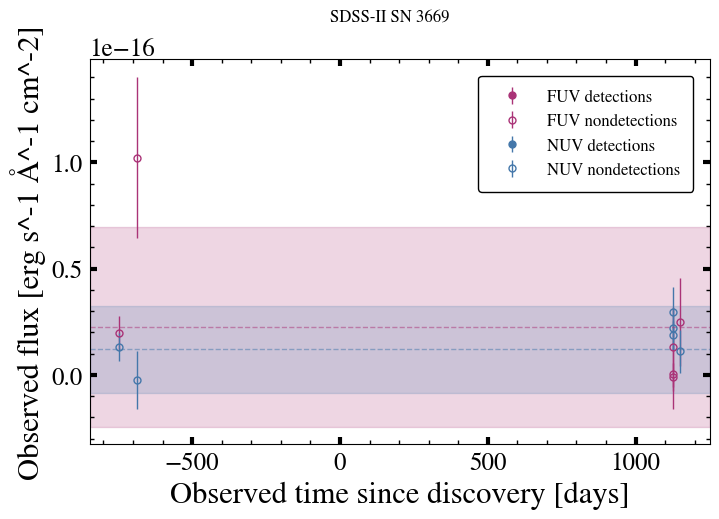 SDSS-II SN 3669
1e−16
FUV detections
FUV nondetections
NUV detections
NUV nondetections
1.0
0.5
0.0
Observed flux [erg s^-1 Å^-1 cm^-2]
−500
0
500
1000
Observed time since discovery [days]